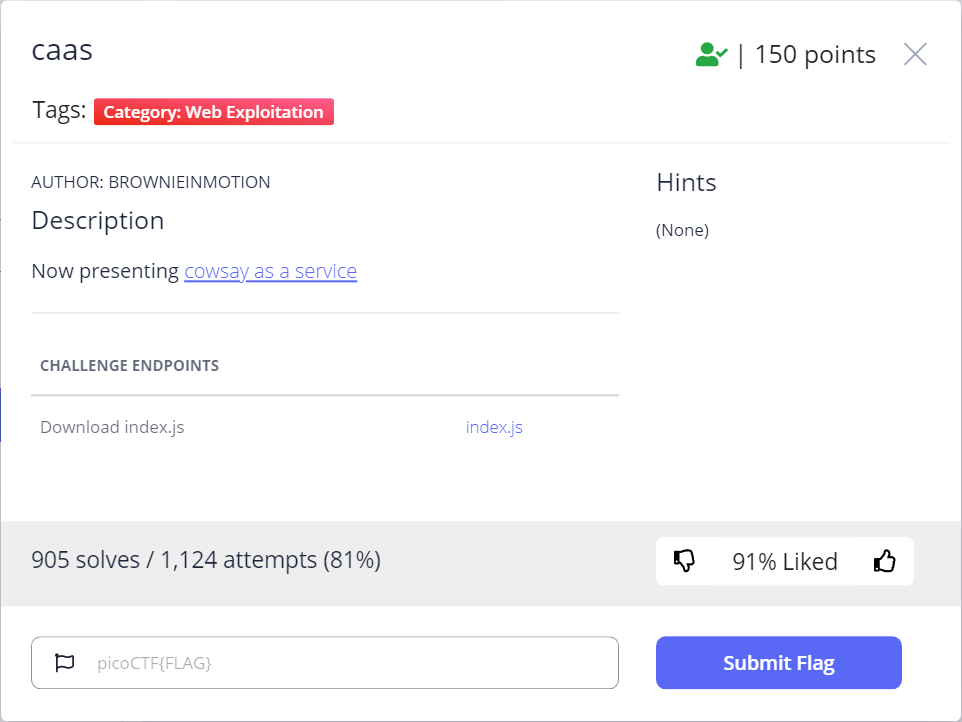 caas
| 150 points
Tags: Category: Web Exploitation
AUTHOR: BROWNIEINMOTION
Description
Now presenting cowsay as a service
Hints
(None)
CHALLENGE ENDPOINTS
Download index.js index.js
905 solves / 1,124 attempts (81%)
91% Liked
picoCTF{FLAG}
Submit Flag